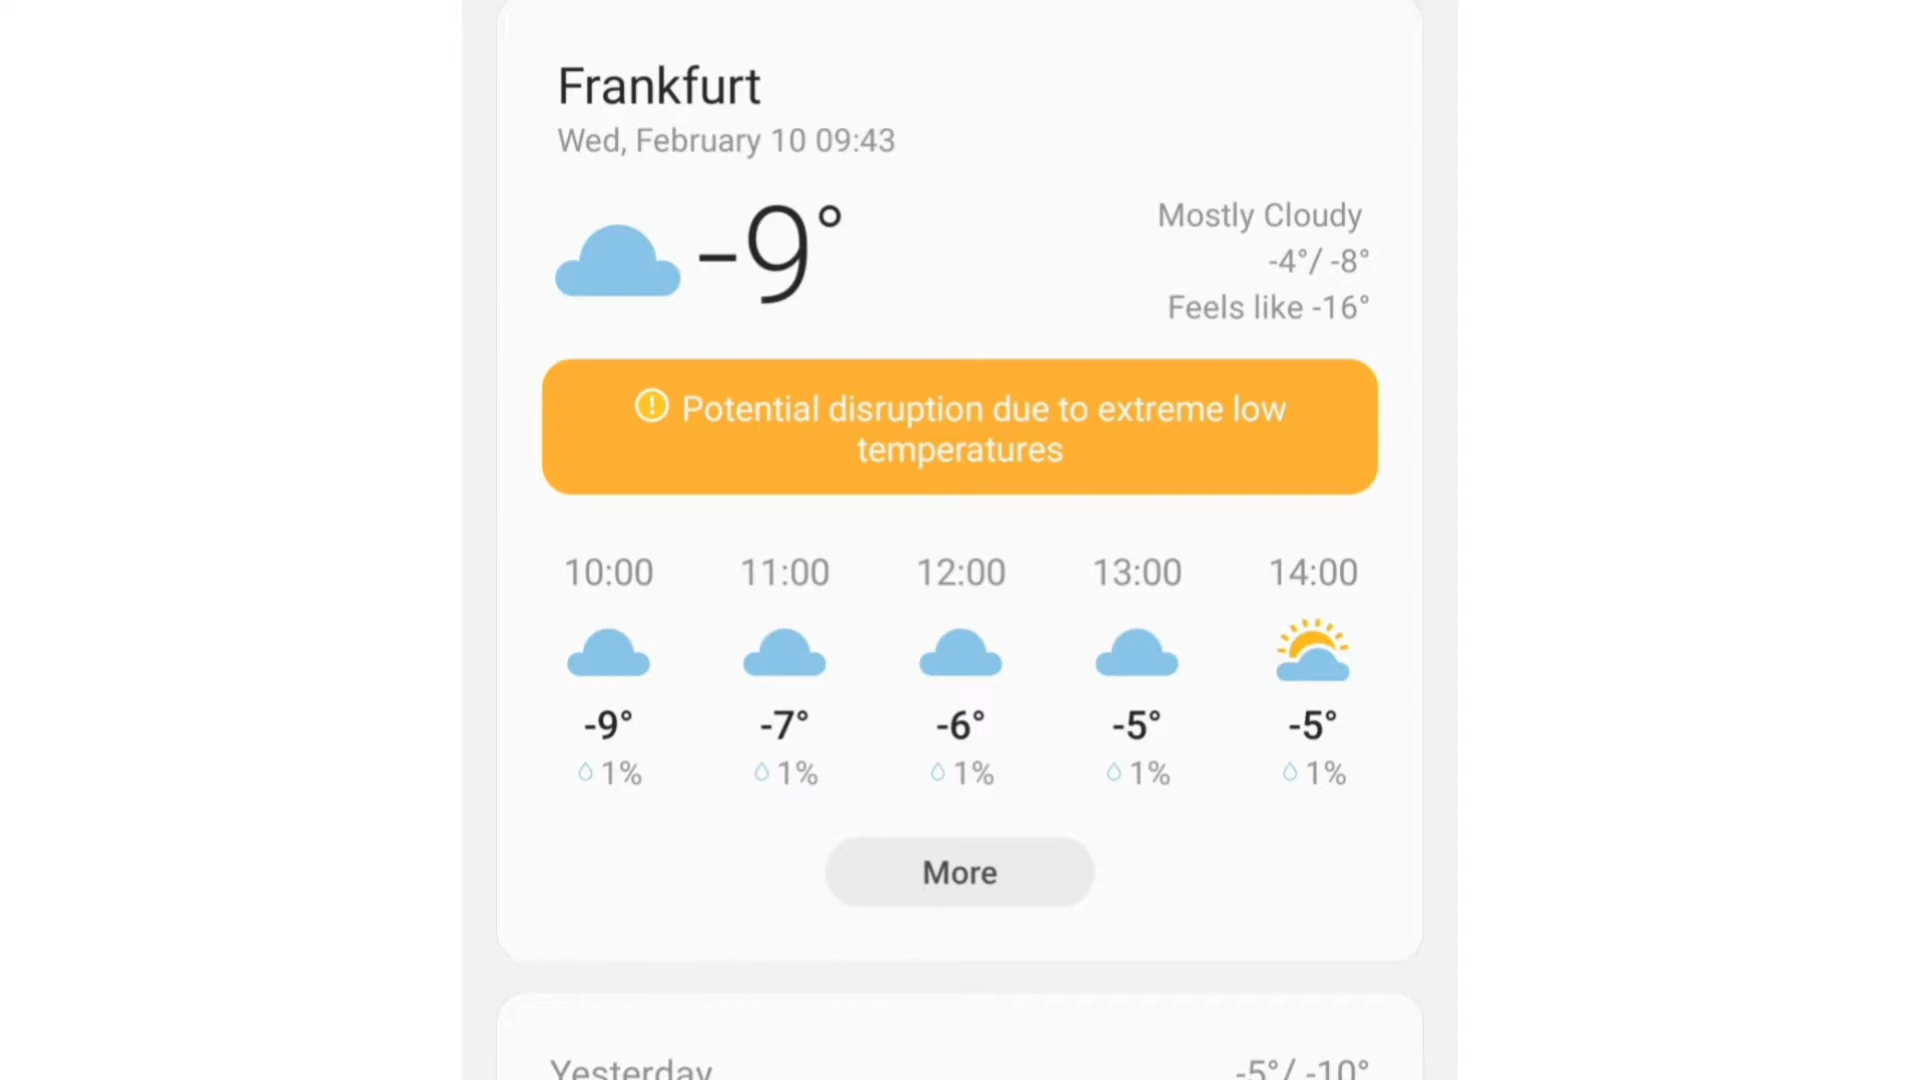 Frankfurt
Wed, February 10 09:43
-9°
Mostly Cloudy
-4°/ -8°
Feels like -16°
Potential disruption due to extreme low
temperatures
10:00 11:00 12:00 13:00 14:00
-9° -7° -6° -5° -5°
1% 1% 1% 1% 1%
More
Yesterday -5°/ -10°